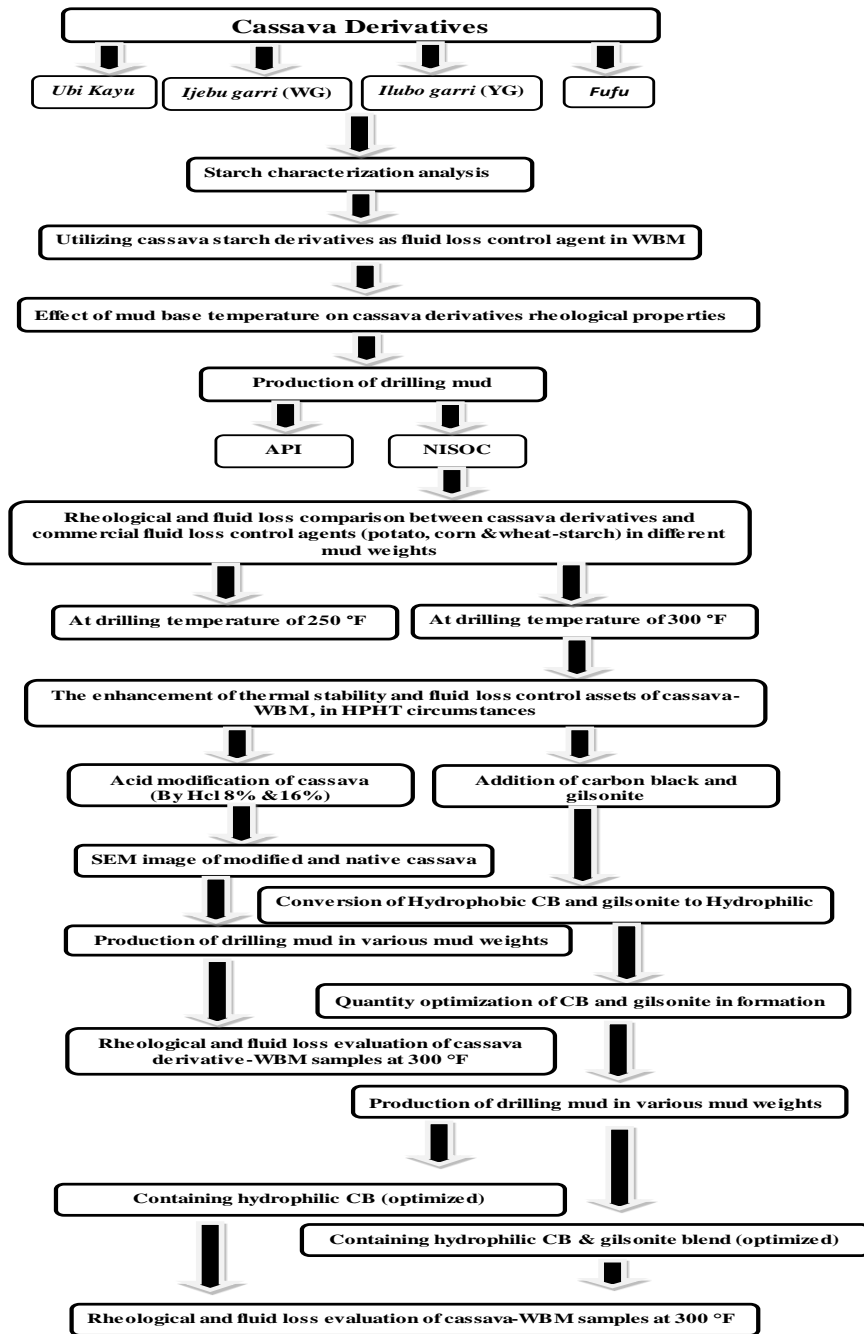 Cassava Derivatives
Ubi Kayu
Ijebu garri (WG)
Ilubo garri (YG)
Fufu
Starch characterization analysis
Utilizing cassava starch derivatives as fluid loss control agent in WBM
Effect of mud base temperature on cassava derivatives rheological properties
Production of drilling mud
API
NISOC
Rheological and fluid loss comparison between cassava derivatives and
commercial fluid loss control agents (potato, corn &wheat-starch) in different
mud weights
At drilling temperature of 250 °F
At drilling temperature of 300 °F
The enhancement of thermal stability and fluid loss control assets of cassava-
WBM, in HPHT circumstances
Acid modification of cassava
(By Hcl 8% &16%)
Addition of carbon black and
gilsonite
SEM image of modified and native cassava
Conversion of Hydrophobic CB and gilsonite to Hydrophilic
Production of drilling mud in various mud weights
Quantity optimization of CB and gilsonite in formation
Rheological and fluid loss evaluation of cassava
derivative-WBM samples at 300 °F
Production of drilling mud in various mud weights
Containing hydrophilic CB (optimized)
Containing hydrophilic CB & gilsonite blend (optimized)
Rheological and fluid loss evaluation of cassava-WBM samples at 300 °F